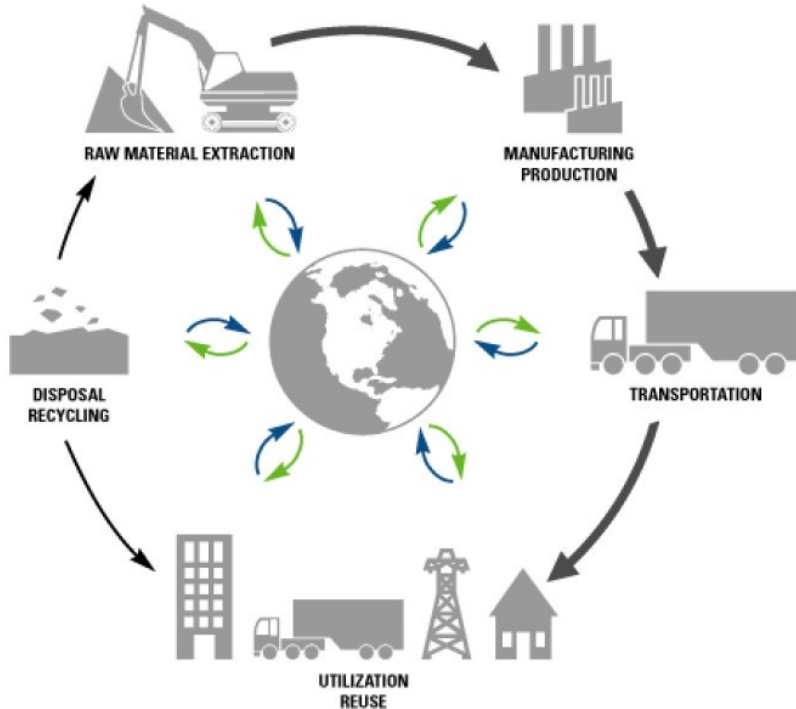 RAW MATERIAL EXTRACTION
MANUFACTURING
PRODUCTION
TRANSPORTATION
UTILIZATION
REUSE
DISPOSAL
RECYCLING